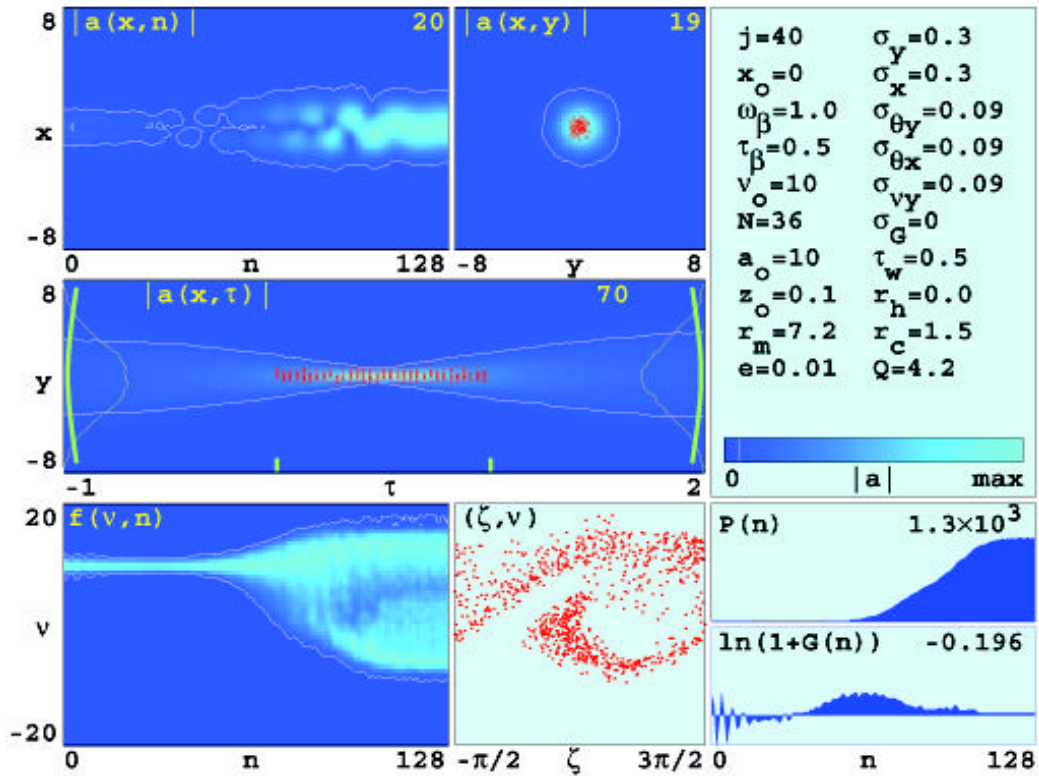 8 |a(x,n)| 20
x
-8
0 n 128
|a(x,y)| 19
-8 y 8
j=40 σy=0.3
xo=0 σx=0.3
ωβ=1.0 σθy=0.09
τβ=0.5 σθx=0.09
νo=10 σνy=0.09
N=36 σG=0
ao=10 τw=0.5
zo=0.1 rh=0.0
rm=7.2 rc=1.5
e=0.01 Q=4.2
0 |a| max
8 |a(x,τ)| 70
y
-8
-1 τ 2
20 f(ν,n)
ν
-20
0 n 128
(ζ,ν)
-π/2 ζ 3π/2
P(n) 1.3×10³
ln(1+G(n)) -0.196
0 n 128